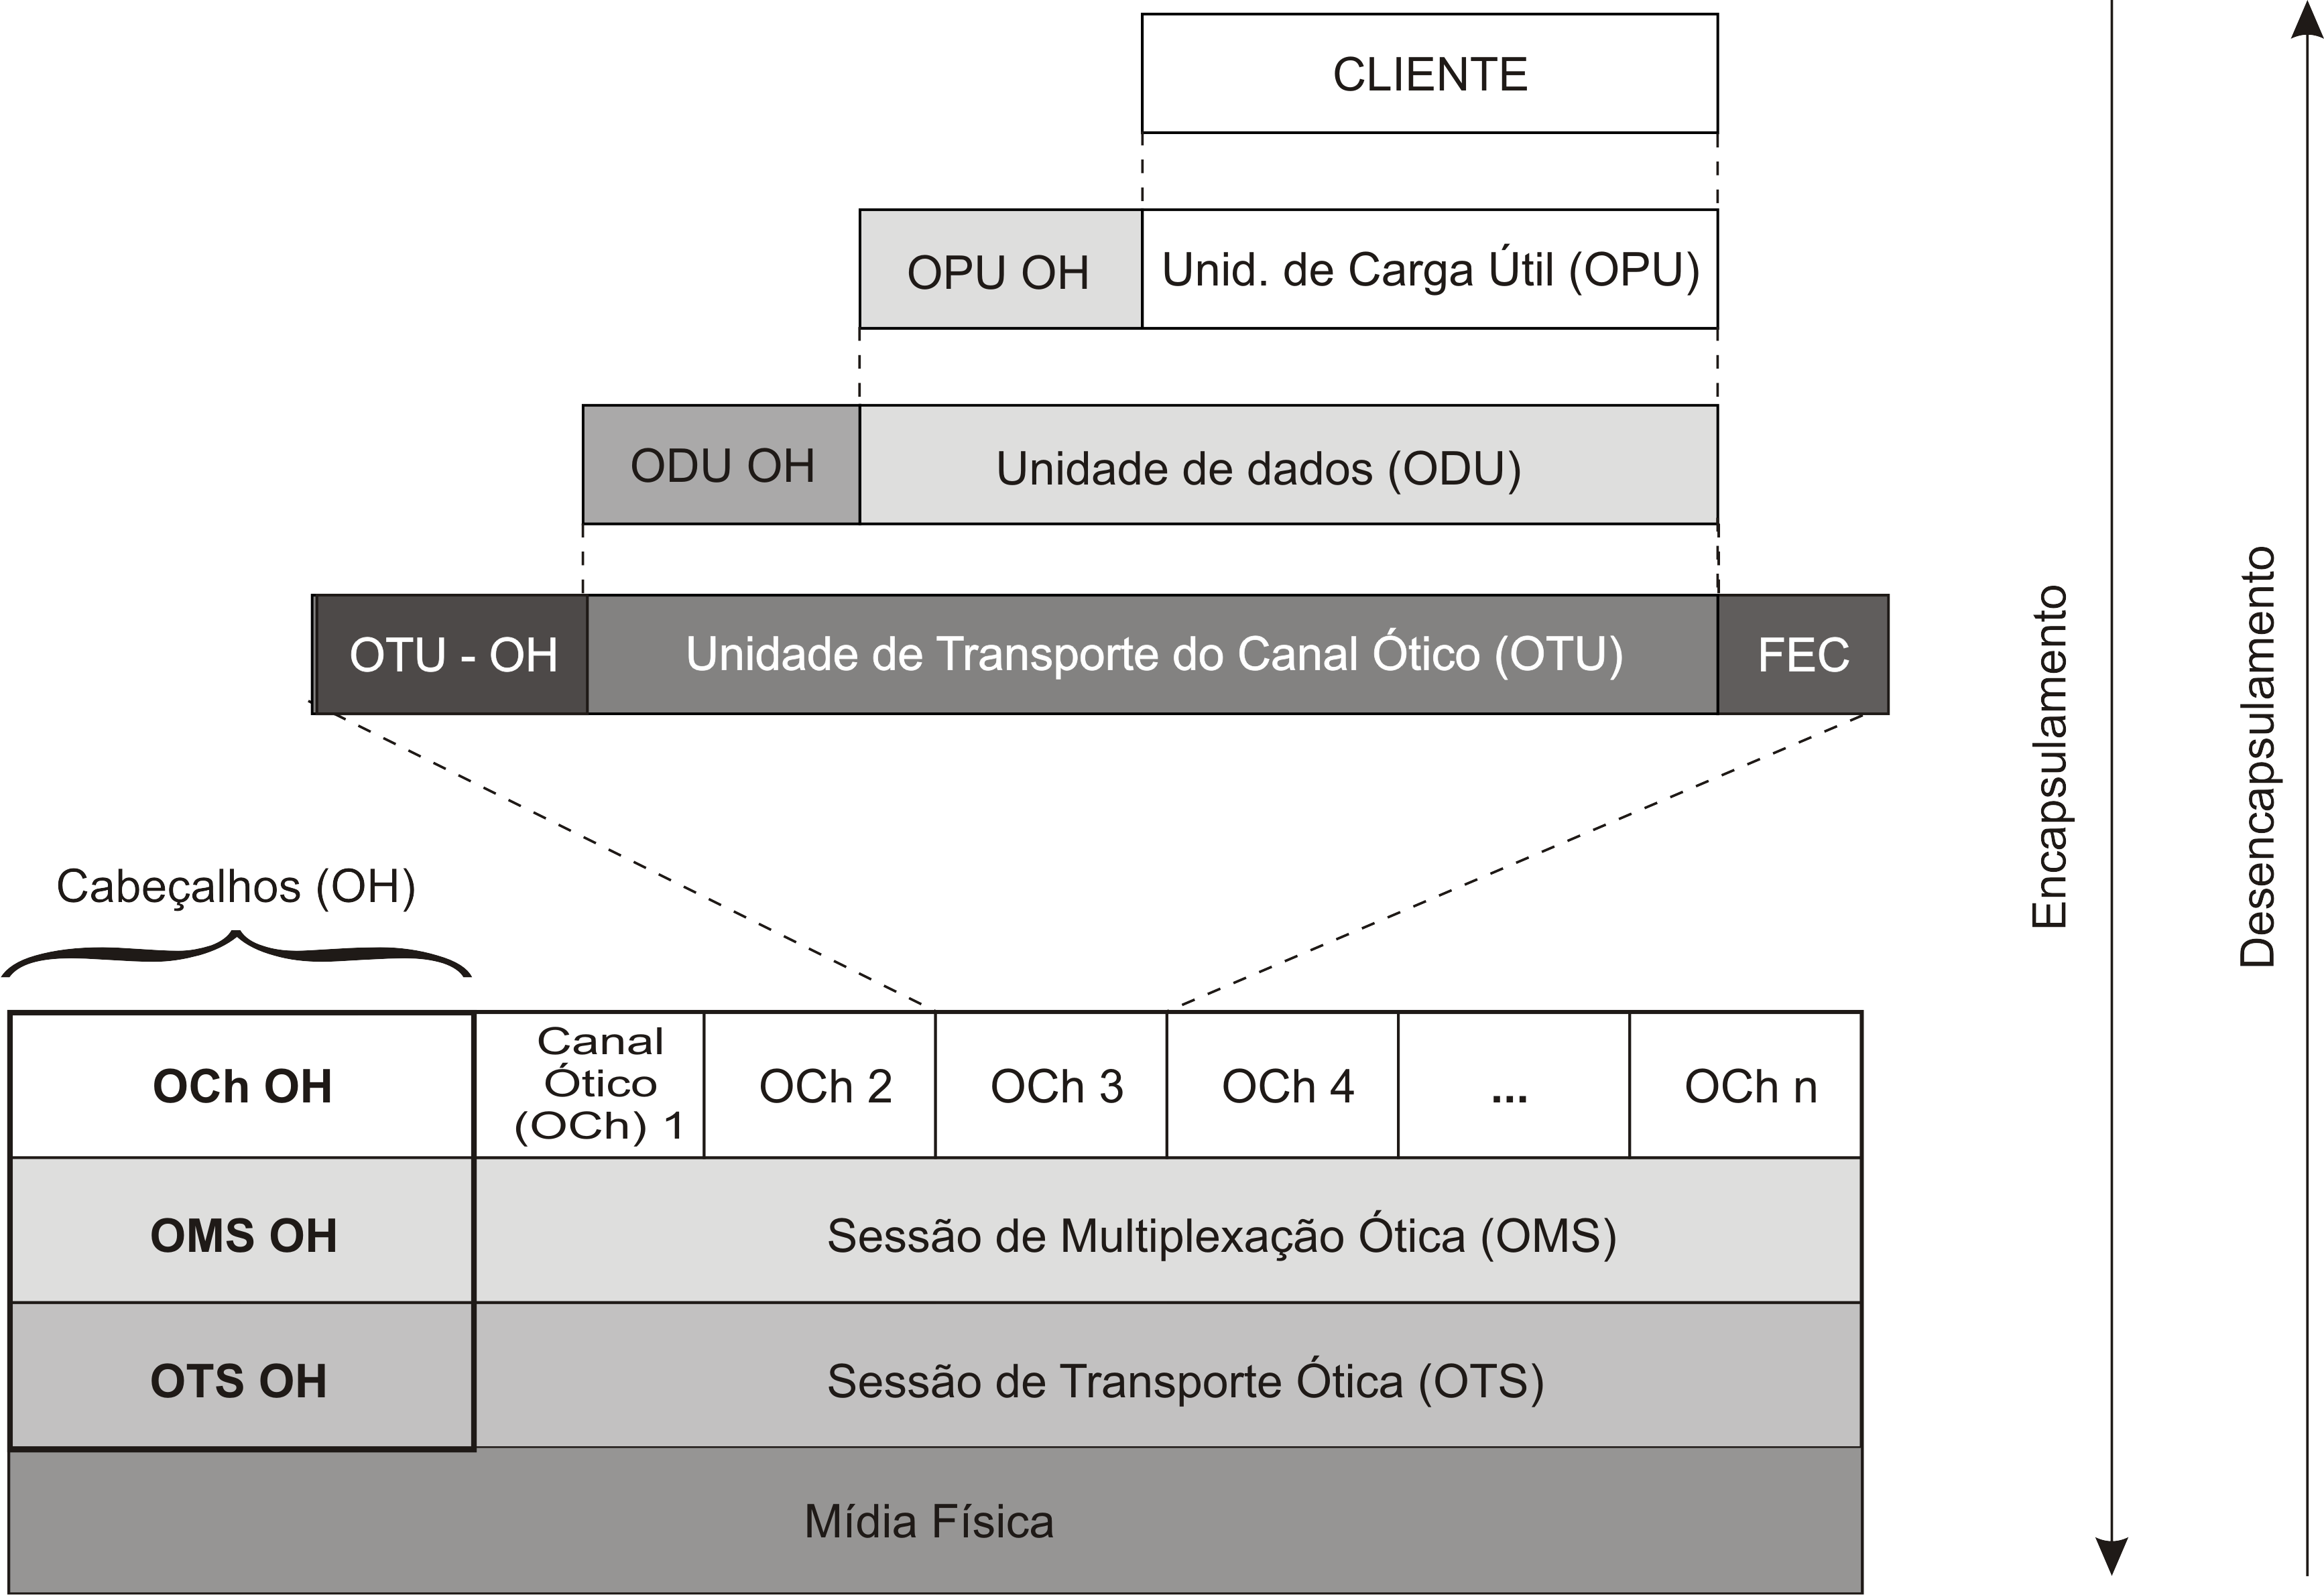 CLIENTE
OPU OH
Unid. de Carga Útil (OPU)
ODU OH
Unidade de dados (ODU)
OTU - OH
Unidade de Transporte do Canal Ótico (OTU)
FEC
Cabeçalhos (OH)
OCh OH
Canal
Ótico
(OCh) 1
OCh 2
OCh 3
OCh 4
...
OCh n
OMS OH
Sessão de Multiplexação Ótica (OMS)
OTS OH
Sessão de Transporte Ótica (OTS)
Mídia Física
Encapsulamento
Desencapsulamento